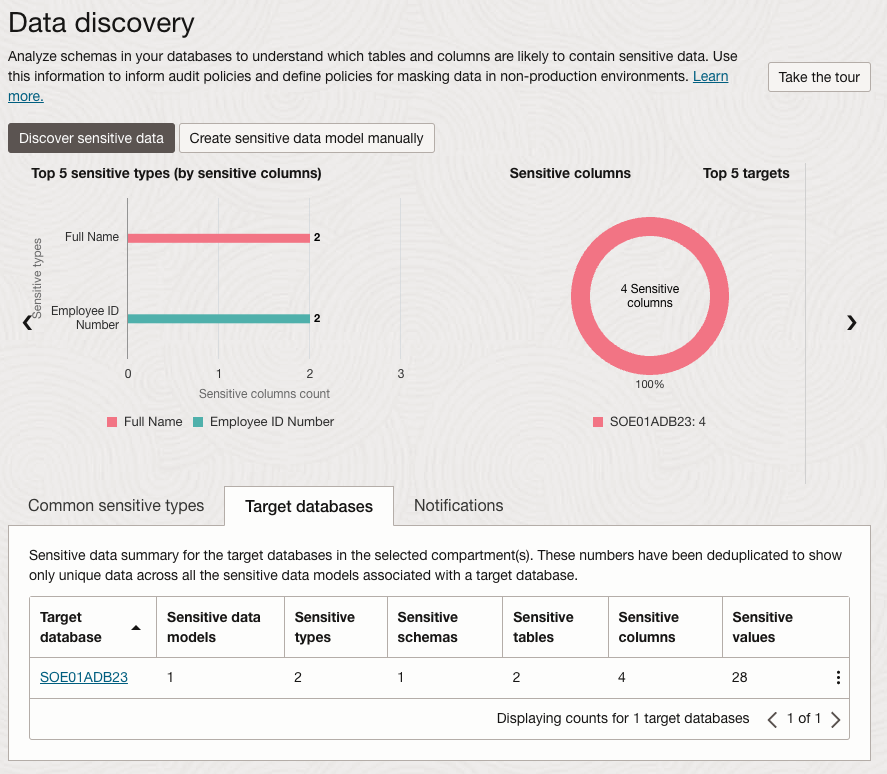 Data discovery
Analyze schemas in your databases to understand which tables and columns are likely to contain sensitive data. Use
this information to inform audit policies and define policies for masking data in non-production environments. Learn
more.
Take the tour
Discover sensitive data
Create sensitive data model manually
Top 5 sensitive types (by sensitive columns)
Sensitive types
Full Name
2
Employee ID
Number
2
0 1 2 3
Sensitive columns count
Full Name
Employee ID Number
Sensitive columns
Top 5 targets
4 Sensitive
columns
100%
SOE01ADB23: 4
Common sensitive types
Target databases
Notifications
Sensitive data summary for the target databases in the selected compartment(s). These numbers have been deduplicated to show
only unique data across all the sensitive data models associated with a target database.
Target
database
Sensitive data
models
Sensitive
types
Sensitive
schemas
Sensitive
tables
Sensitive
columns
Sensitive
values
SOE01ADB23 1 2 1 2 4 28
Displaying counts for 1 target databases 1 of 1